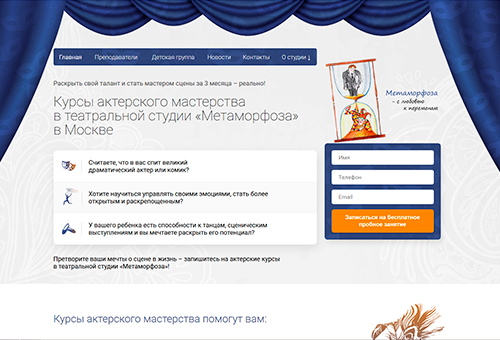 Главная Преподаватели Детская группа Новости Контакты О студии
Раскрыть свой талант и стать мастером сцены за 3 месяца – реально!
Курсы актерского мастерства
в театральной студии «Метаморфоза»
в Москве
Метаморфоза
- с любовью
к переменам
Считаете, что в вас спит великий
драматический актер или комик?
Хотите научиться управлять своими эмоциями, стать более
открытым и раскрепощенным?
У вашего ребенка есть способности к танцам, сценическим
выступлениям и вы мечтаете раскрыть его потенциал?
Имя
Телефон
Email
Записаться на бесплатное
пробное занятие
Претворите ваши мечты о сцене в жизнь – запишитесь на актерские курсы
в театральной студии «Метаморфоза»!
Курсы актерского мастерства помогут вам: